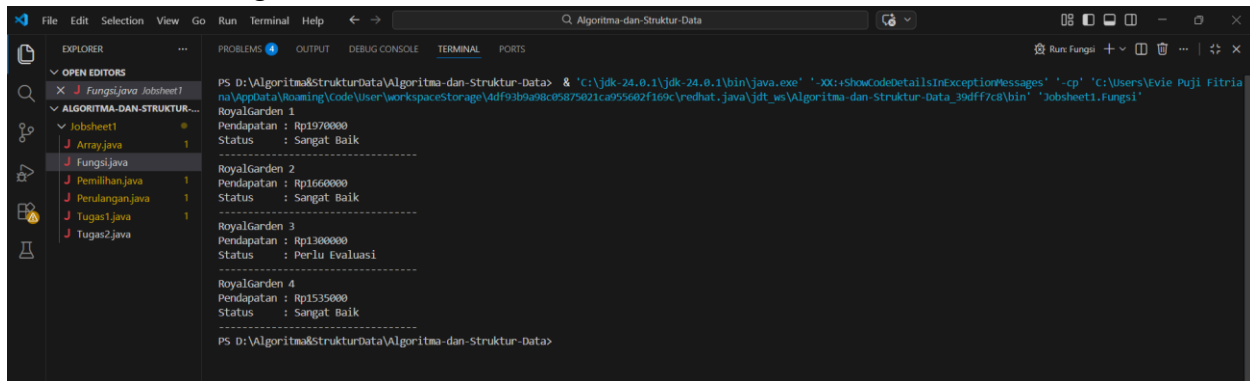 File Edit Selection View Go Run Terminal Help
Algoritma-dan-Struktur-Data
EXPLORER
OPEN EDITORS
Fungsi.java Jobsheet1
ALGORITMA-DAN-STRUKTUR-...
Jobsheet1
J Array.java 1
J Fungsi.java
J Pemilihan.java 1
J Perulangan.java 1
J Tugas1.java 1
J Tugas2.java
PROBLEMS 4 OUTPUT DEBUG CONSOLE TERMINAL PORTS
Run: Fungsi
PS D:\Algoritma&StrukturData\Algoritma-dan-Struktur-Data> & 'C:\jdk-24.0.1\jdk-24.0.1\bin\java.exe' '-XX:+ShowCodeDetailsInExceptionMessages' '-cp' 'C:\Users\Evie Puji Fitria
na\AppData\Roaming\Code\User\workspaceStorage\4df93b9a98c05875021ca955602f169c\redhat.java\jdt_ws\Algoritma-dan-Struktur-Data_39dff7c8\bin' 'Jobsheet1.Fungsi'
RoyalGarden 1
Pendapatan : Rp1970000
Status : Sangat Baik
---------------------------------
RoyalGarden 2
Pendapatan : Rp1660000
Status : Sangat Baik
---------------------------------
RoyalGarden 3
Pendapatan : Rp1300000
Status : Perlu Evaluasi
---------------------------------
RoyalGarden 4
Pendapatan : Rp1535000
Status : Sangat Baik
---------------------------------
PS D:\Algoritma&StrukturData\Algoritma-dan-Struktur-Data>